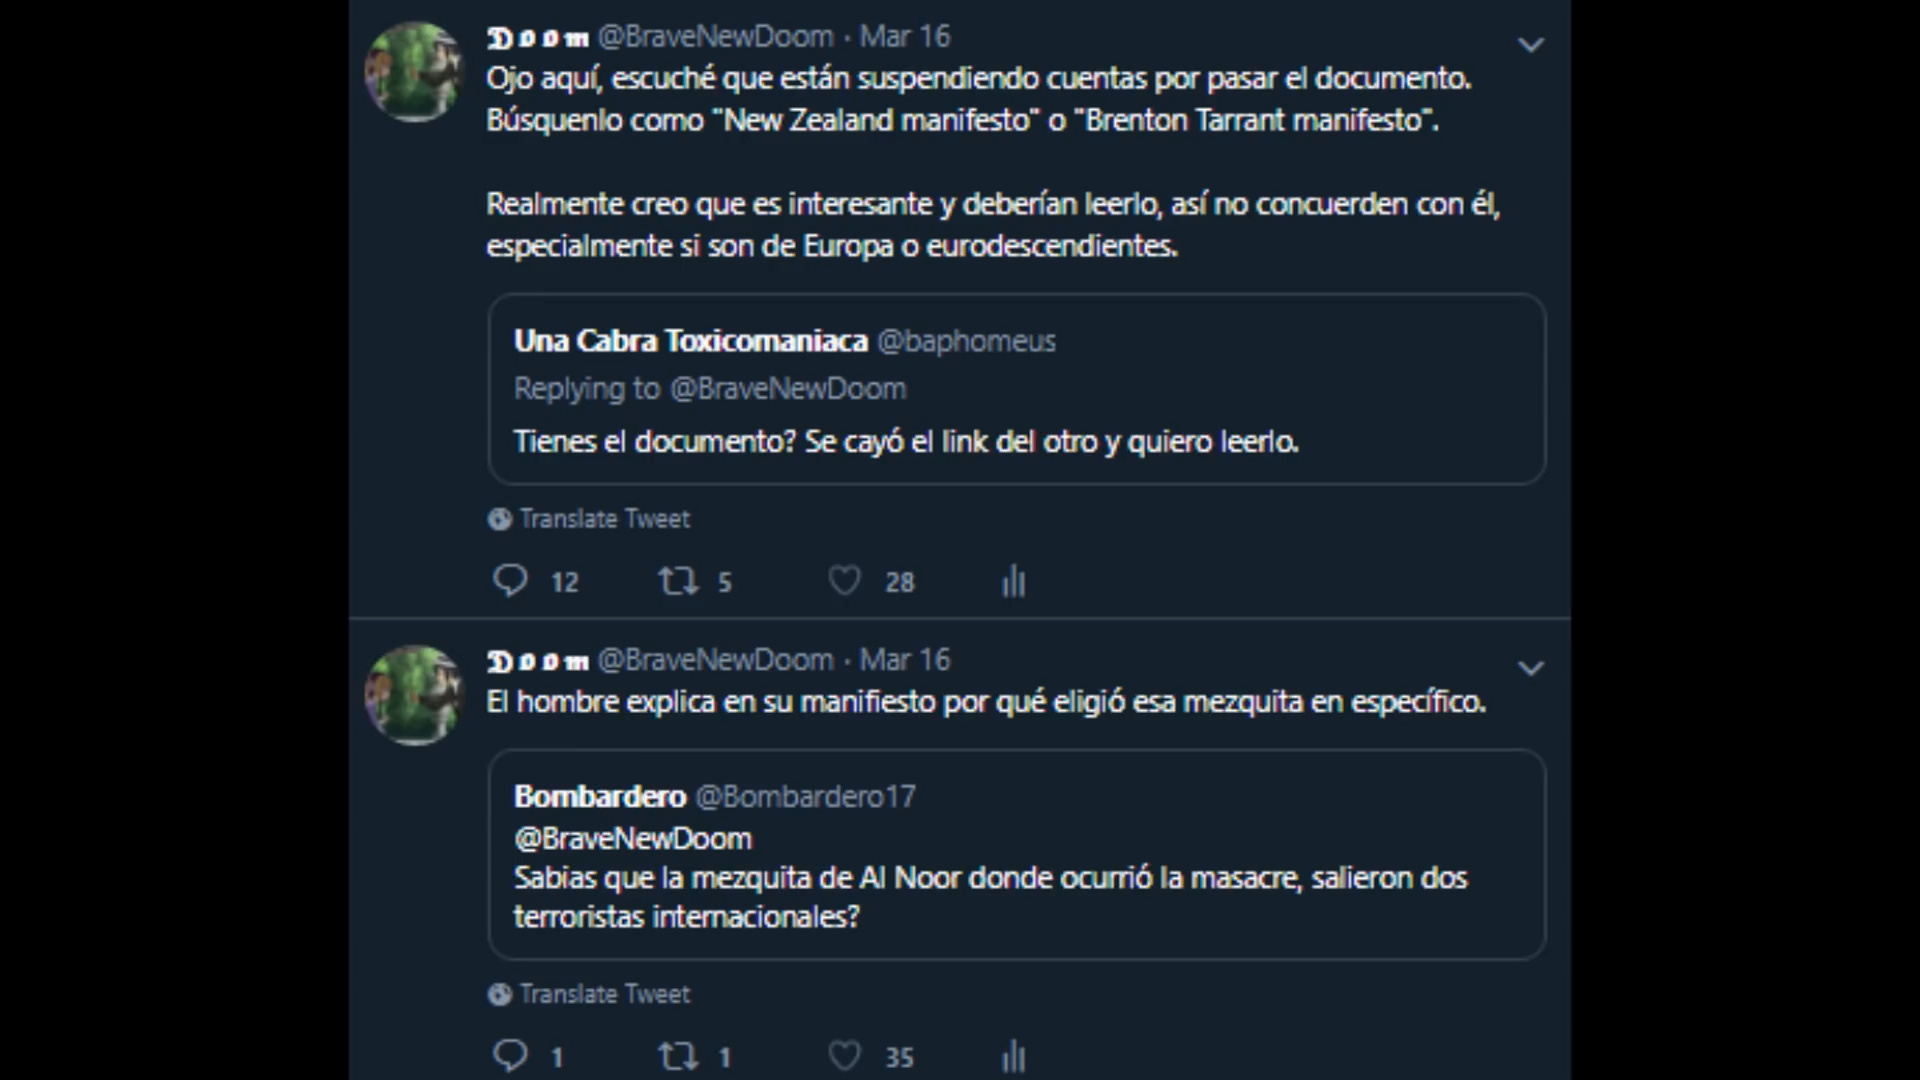 𝕯𝖔𝖔𝖒 @BraveNewDoom · Mar 16
Ojo aquí, escuché que están suspendiendo cuentas por pasar el documento.
Búsquenlo como "New Zealand manifesto" o "Brenton Tarrant manifesto".
Realmente creo que es interesante y deberían leerlo, así no concuerden con él,
especialmente si son de Europa o eurodescendientes.
Una Cabra Toxicomaniaca @baphomeus
Replying to @BraveNewDoom
Tienes el documento? Se cayó el link del otro y quiero leerlo.
Translate Tweet
12 5 28
𝕯𝖔𝖔𝖒 @BraveNewDoom · Mar 16
El hombre explica en su manifiesto por qué eligió esa mezquita en específico.
Bombardero @Bombardero17
@BraveNewDoom
Sabias que la mezquita de Al Noor donde ocurrió la masacre, salieron dos
terroristas internacionales?
Translate Tweet
1 1 35